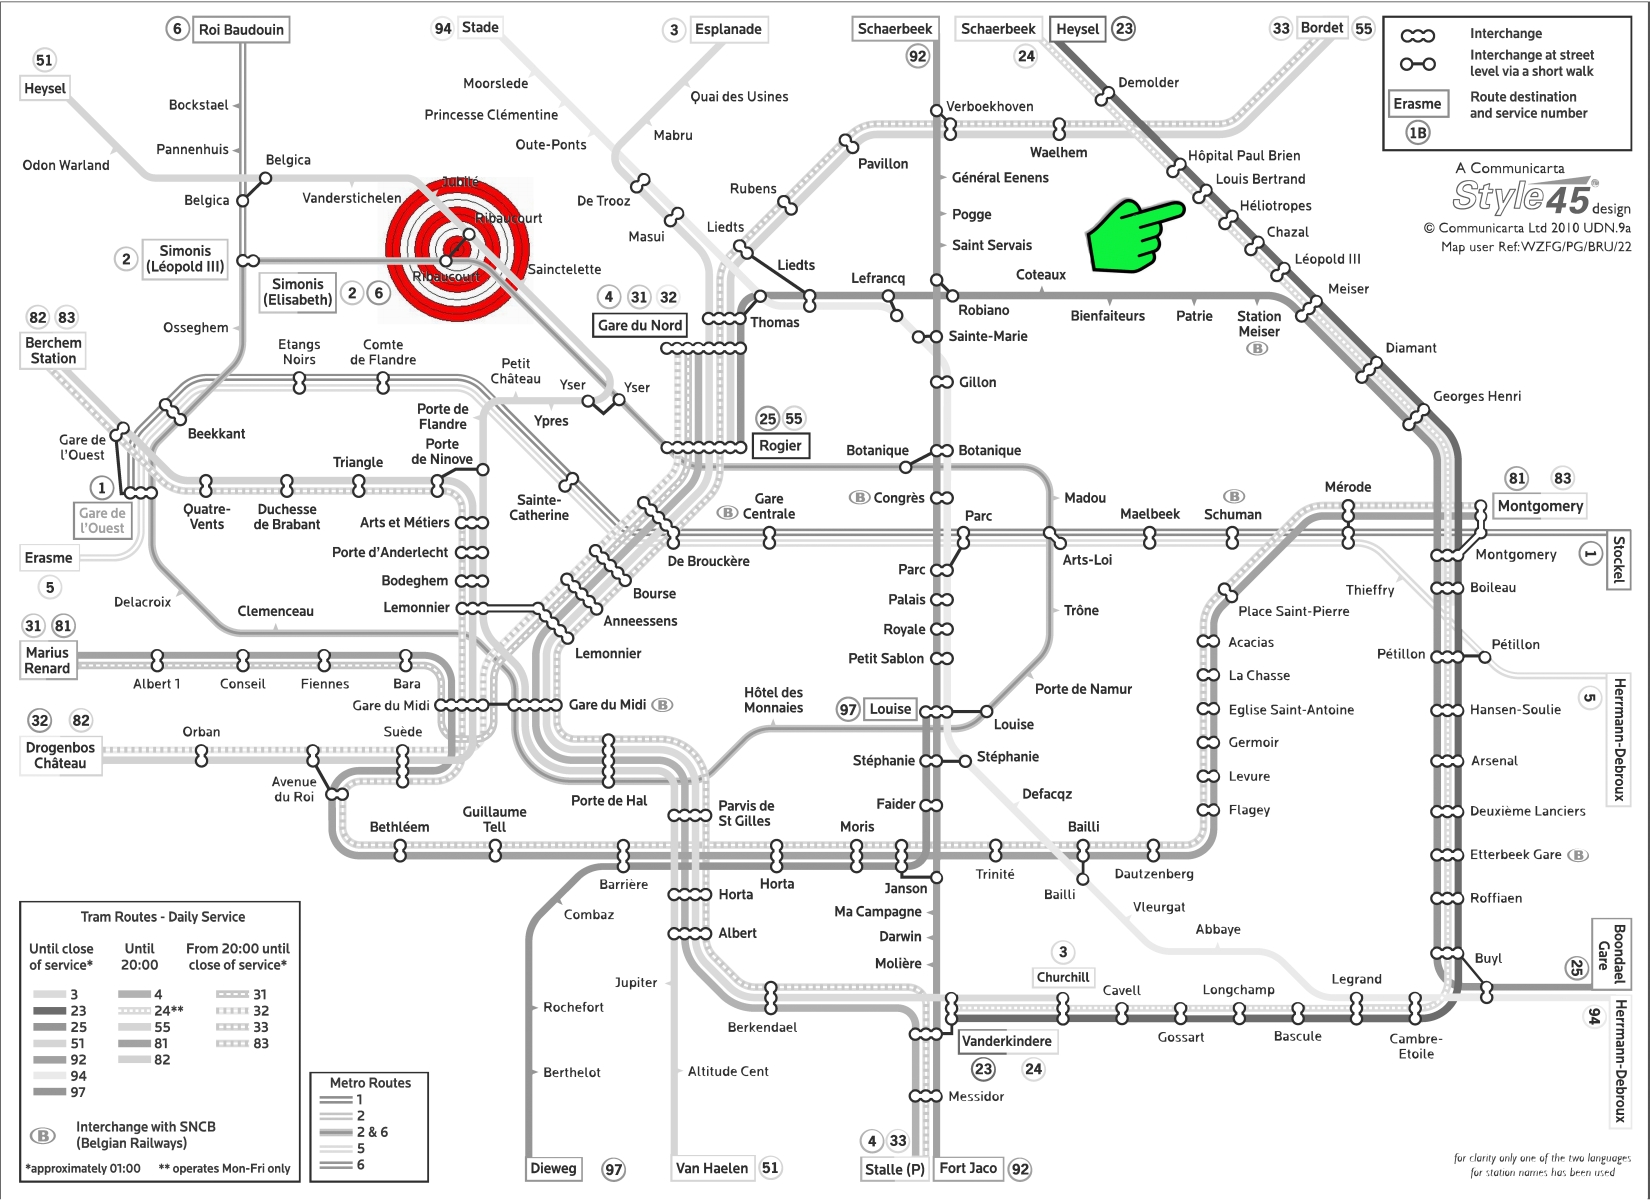 6
Roi Baudouin
94
Stade
3
Esplanade
Schaerbeek
92
Schaerbeek
24
Heysel
23
33
Bordet
55
Interchange
Interchange at street
level via a short walk
Erasme
1B
Route destination
and service number
51
Heysel
Odon Warland
Bockstael
Pannenhuis
Belgica
Belgica
Vanderstichelen
Jubilé
Ribaucourt
Ribaucourt
Sainctelette
Moorslede
Princesse Clémentine
Oute-Ponts
De Trooz
Masui
Quai des Usines
Mabru
Rubens
Liedts
Liedts
Thomas
Pavillon
Verboekhoven
Waelhem
Général Eenens
Pogge
Saint Servais
Lefrancq
Robiano
Coteaux
Bienfaiteurs
Patrie
Station
Meiser
B
Sainte-Marie
Gillon
Demolder
Hôpital Paul Brien
Louis Bertrand
Héliotropes
Chazal
Léopold III
Meiser
Diamant
Georges Henri
A Communicarta
Style 45 design
© Communicarta Ltd 2010 UDN.9a
Map user Ref:WZFG/PG/BRU/22
2
Simonis
(Léopold III)
Simonis
(Elisabeth)
2
6
4
31
32
Gare du Nord
82
83
Berchem
Station
Osseghem
Etangs
Noirs
Comte
de Flandre
Petit
Château
Yser
Yser
Ypres
Porte de
Flandre
Porte
de Ninove
25
55
Rogier
Beekkant
Gare de
l'Ouest
1
Gare de
l'Ouest
Quatre-
Vents
Duchesse
de Brabant
Triangle
Sainte-
Catherine
Arts et Métiers
Porte d'Anderlecht
Bodeghem
Lemonnier
Lemonnier
De Brouckère
Bourse
Anneessens
B
Gare
Centrale
Botanique
Botanique
B
Congrès
Parc
Parc
Palais
Royale
Petit Sablon
97
Louise
Louise
Stéphanie
Stéphanie
Faider
Madou
Arts-Loi
Trône
Porte de Namur
Maelbeek
B
Schuman
Mérode
81
83
Montgomery
Montgomery
1
Stockel
Thieffry
Boileau
Pétillon
Pétillon
5
Herrmann-Debroux
Hansen-Soulie
Arsenal
Deuxième Lanciers
Etterbeek Gare
B
Roffiaen
Buyl
25
Boondael
Gare
94
Herrmann-Debroux
Place Saint-Pierre
Acacias
La Chasse
Eglise Saint-Antoine
Germoir
Levure
Flagey
Erasme
5
Delacroix
Clemenceau
31
81
Marius
Renard
Albert 1
Conseil
Fiennes
Bara
Gare du Midi
Gare du Midi
B
32
82
Drogenbos
Château
Orban
Suède
Avenue
du Roi
Hôtel des
Monnaies
Porte de Hal
Parvis de
St Gilles
Bethléem
Guillaume
Tell
Barrière
Horta
Horta
Moris
Janson
Trinité
Bailli
Bailli
Dautzenberg
Defacqz
Vleurgat
Abbaye
Legrand
Combaz
Albert
Jupiter
Berkendael
Ma Campagne
Darwin
Molière
3
Churchill
Cavell
Longchamp
Gossart
Bascule
Cambre-
Etoile
Vanderkindere
23
24
Rochefort
Berthelot
Altitude Cent
Messidor
Dieweg
97
Van Haelen
51
4
33
Stalle (P)
Fort Jaco
92
Tram Routes - Daily Service
Until close
of service*
Until
20:00
From 20:00 until
close of service*
3
4
31
23
24**
32
25
55
33
51
81
83
92
82
94
97
B
Interchange with SNCB
(Belgian Railways)
*approximately 01:00
** operates Mon-Fri only
Metro Routes
1
2
2 & 6
5
6
for clarity only one of the two languages
for station names has been used